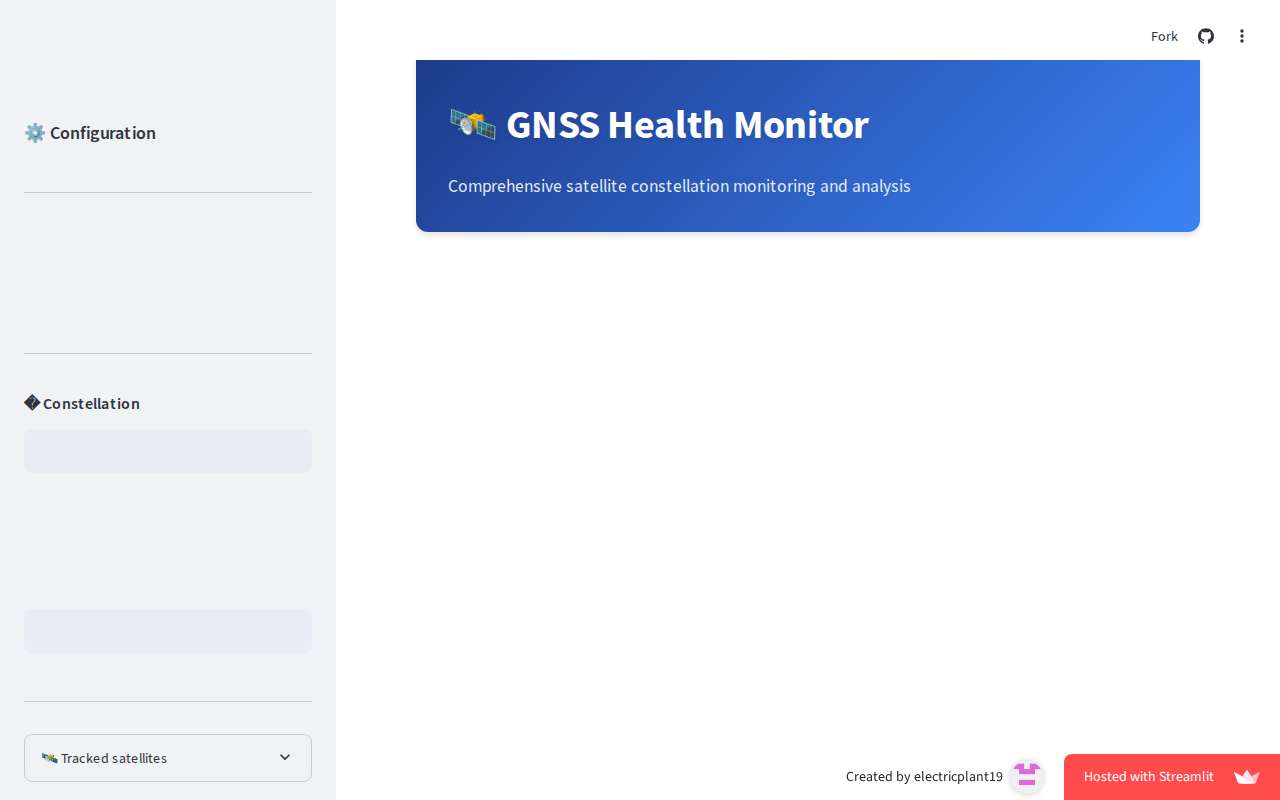 Fork
⚙️ Configuration
🛰️ GNSS Health Monitor
Comprehensive satellite constellation monitoring and analysis
� Constellation
🛰️ Tracked satellites
Created by electricplant19
Hosted with Streamlit